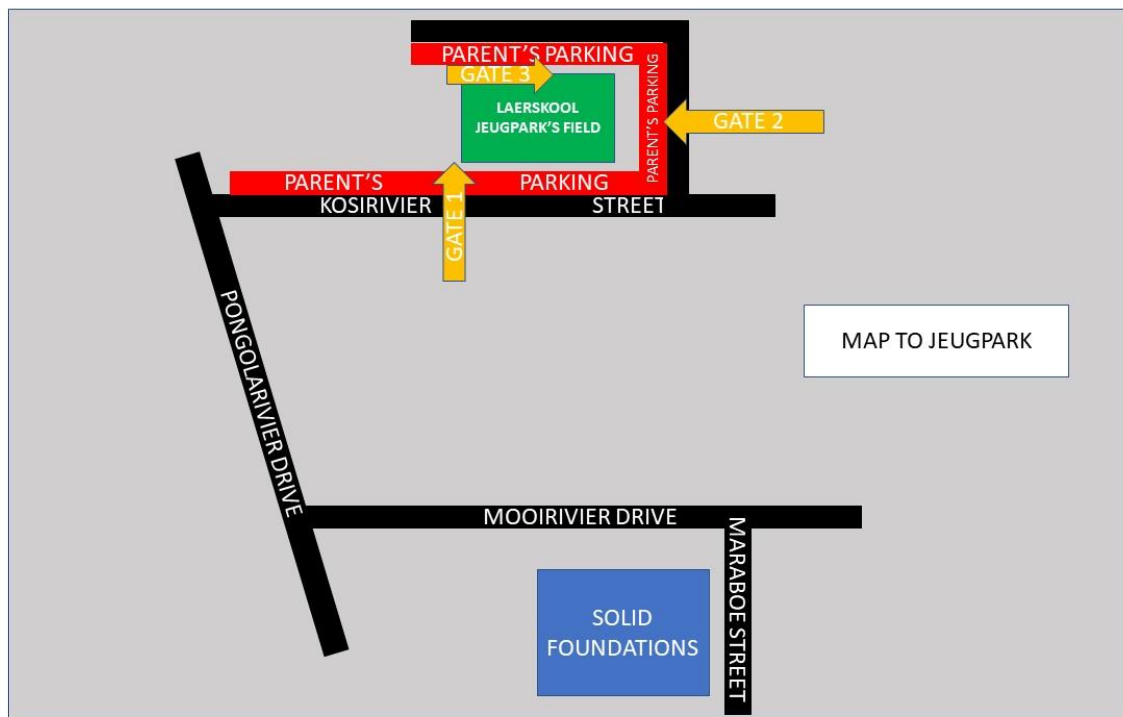 PARENT'S PARKING
GATE 3
PARENT'S PARKING
LAERSKOOL
JEUGPARK'S FIELD
GATE 2
PARENT'S PARKING
KOSIRIVIER STREET
GATE 1
PONGOLARIVIER DRIVE
MAP TO JEUGPARK
MOOIRIVIER DRIVE
MARABOE STREET
SOLID
FOUNDATIONS